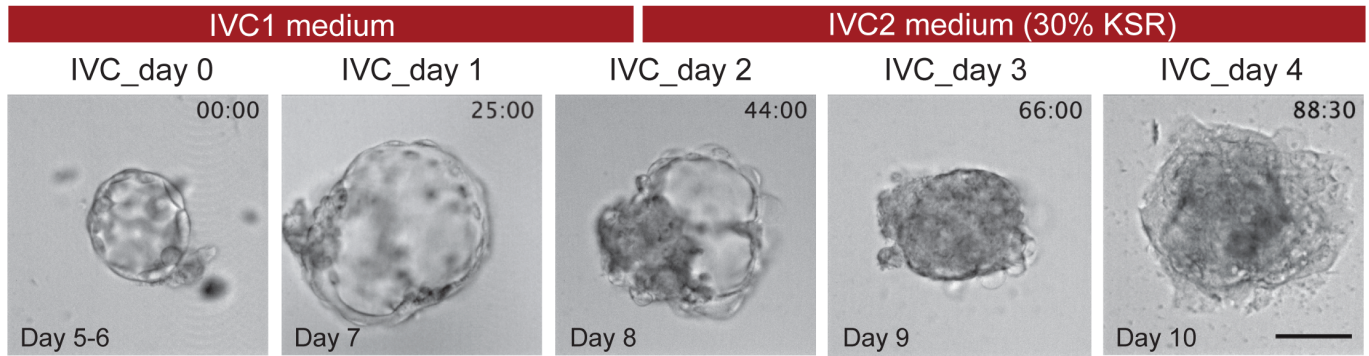 IVC1 medium
IVC2 medium (30% KSR)
IVC_day 0
IVC_day 1
IVC_day 2
IVC_day 3
IVC_day 4
00:00
25:00
44:00
66:00
88:30
Day 5-6
Day 7
Day 8
Day 9
Day 10